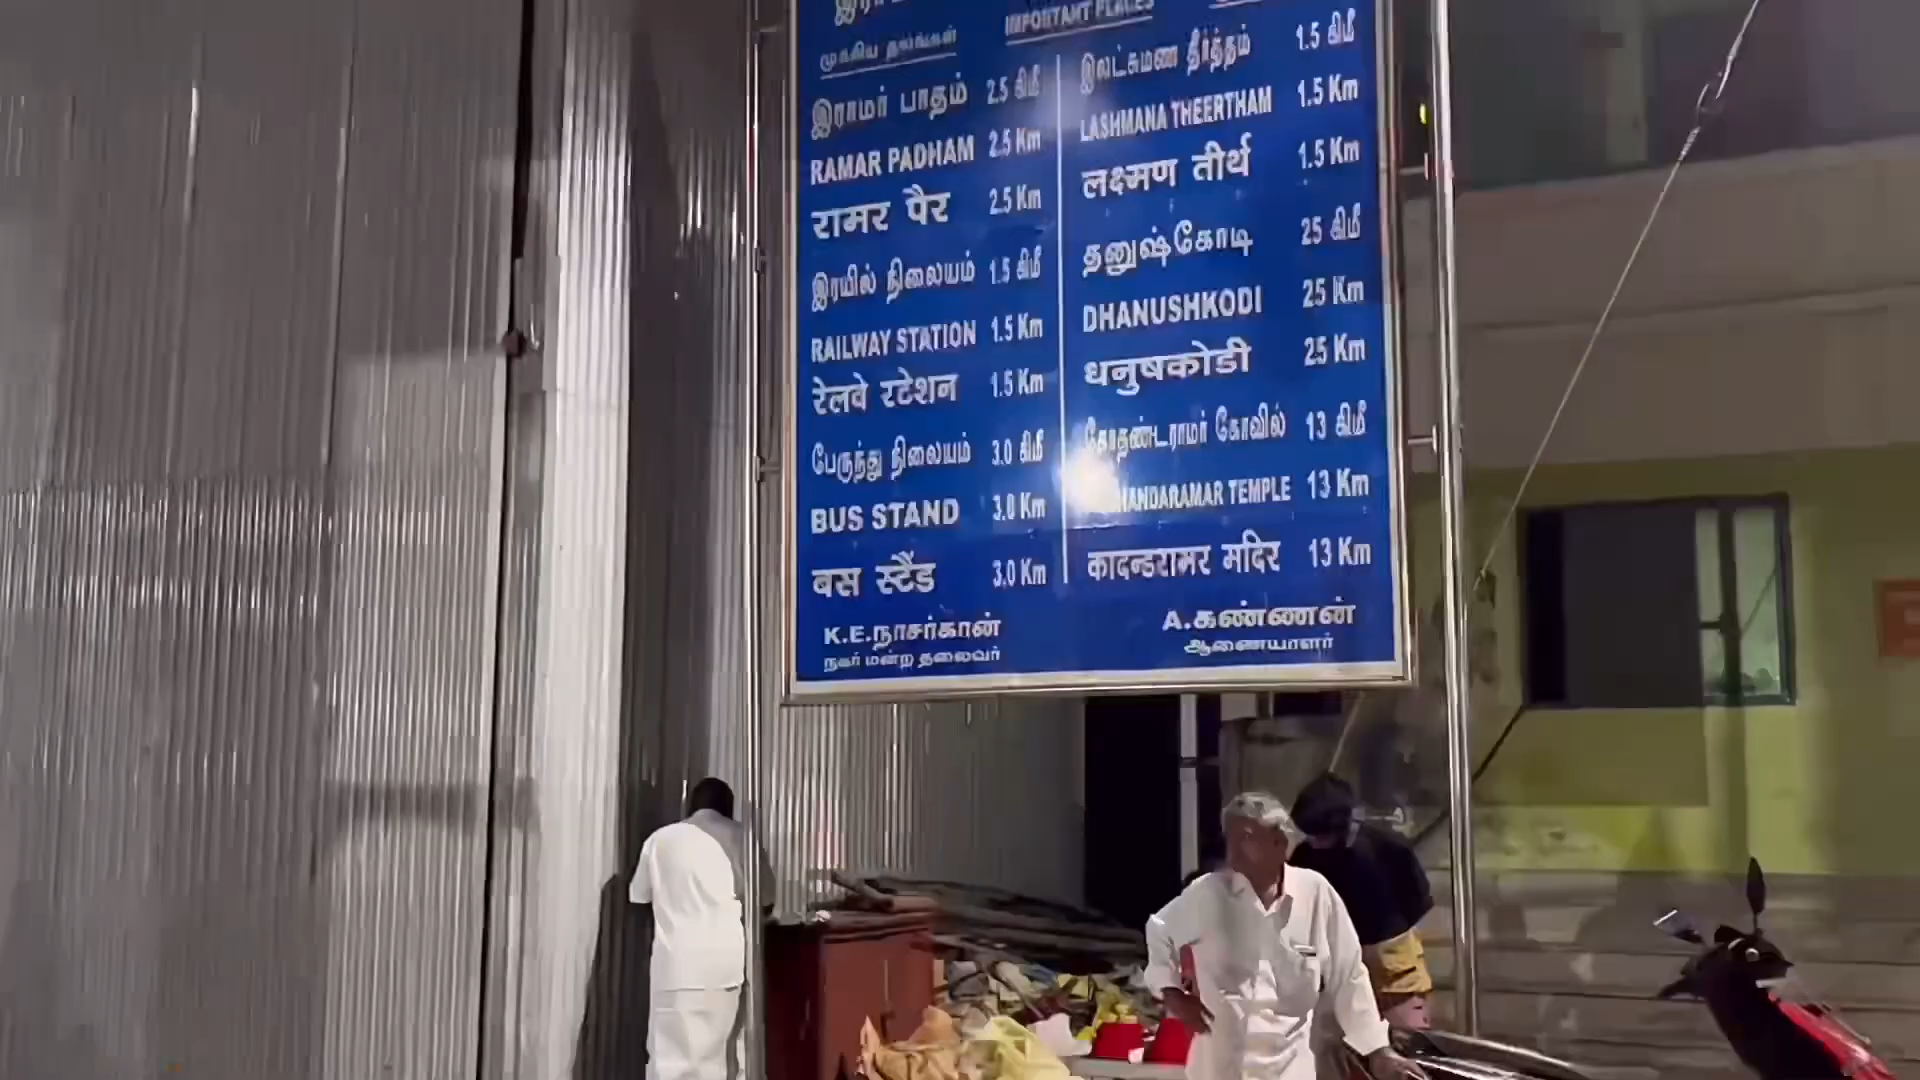 முக்கிய தலங்கள்
இராமர் பாதம் 2.5 கிமீ
RAMAR PADHAM 2.5 Km
रामर पैर 2.5 Km
இரயில் நிலையம் 1.5 கிமீ
RAILWAY STATION 1.5 Km
रेलवे रटेशन 1.5 Km
பேருந்து நிலையம் 3.0 கிமீ
BUS STAND 3.0 Km
बस स्टैंड 3.0 Km
K.E.நாசர்கான்
நகர் மன்ற தலைவர்
IMPORTANT PLACES
இலட்சுமண தீர்த்தம் 1.5 கிமீ
LASHMANA THEERTHAM 1.5 Km
लक्ष्मण तीर्थ 1.5 Km
தனுஷ்கோடி 25 கிமீ
DHANUSHKODI 25 Km
धनुषकोडी 25 Km
கோதண்டராமர் கோவில் 13 கிமீ
TEMPLE 13 Km
कादन्डरामर मदिर 13 Km
A.கண்ணன்
ஆணையாளர்